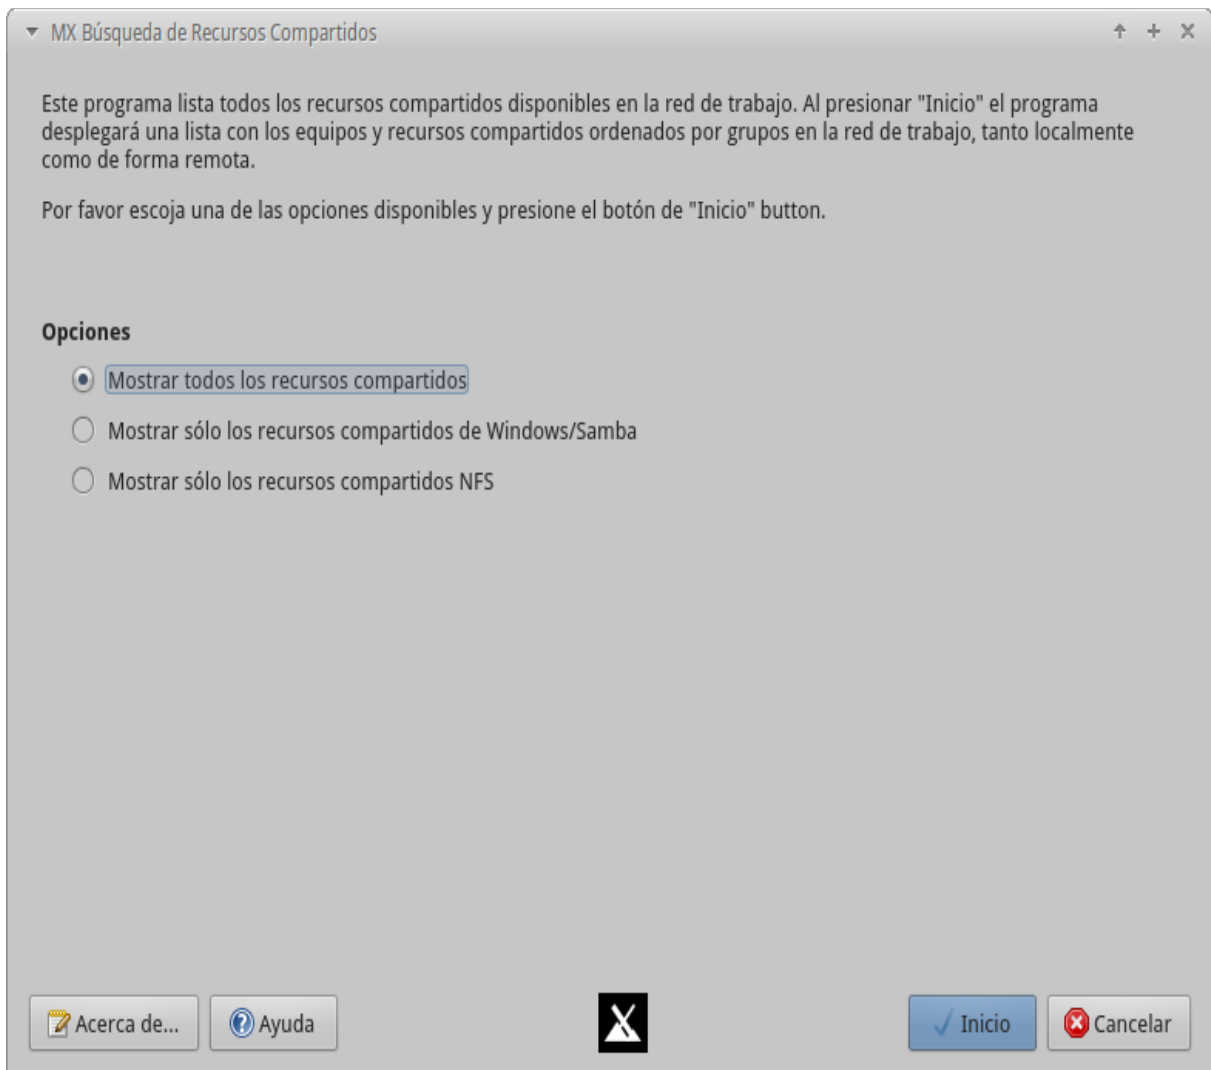 MX Búsqueda de Recursos Compartidos
Este programa lista todos los recursos compartidos disponibles en la red de trabajo. Al presionar "Inicio" el programa
desplegará una lista con los equipos y recursos compartidos ordenados por grupos en la red de trabajo, tanto localmente
como de forma remota.
Por favor escoja una de las opciones disponibles y presione el botón de "Inicio" button.
Opciones
Mostrar todos los recursos compartidos
Mostrar sólo los recursos compartidos de Windows/Samba
Mostrar sólo los recursos compartidos NFS
Acerca de...
Ayuda
Inicio
Cancelar